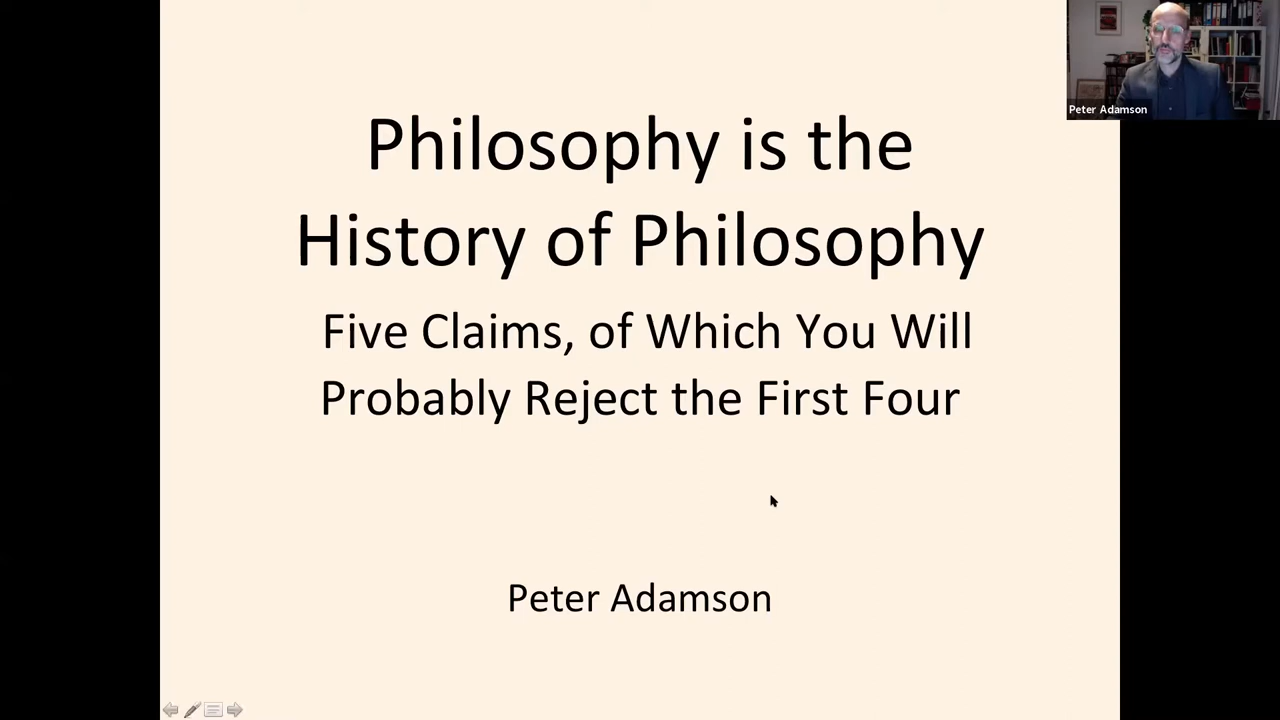 Peter Adamson
Philosophy is the
History of Philosophy
Five Claims, of Which You Will
Probably Reject the First Four
Peter Adamson